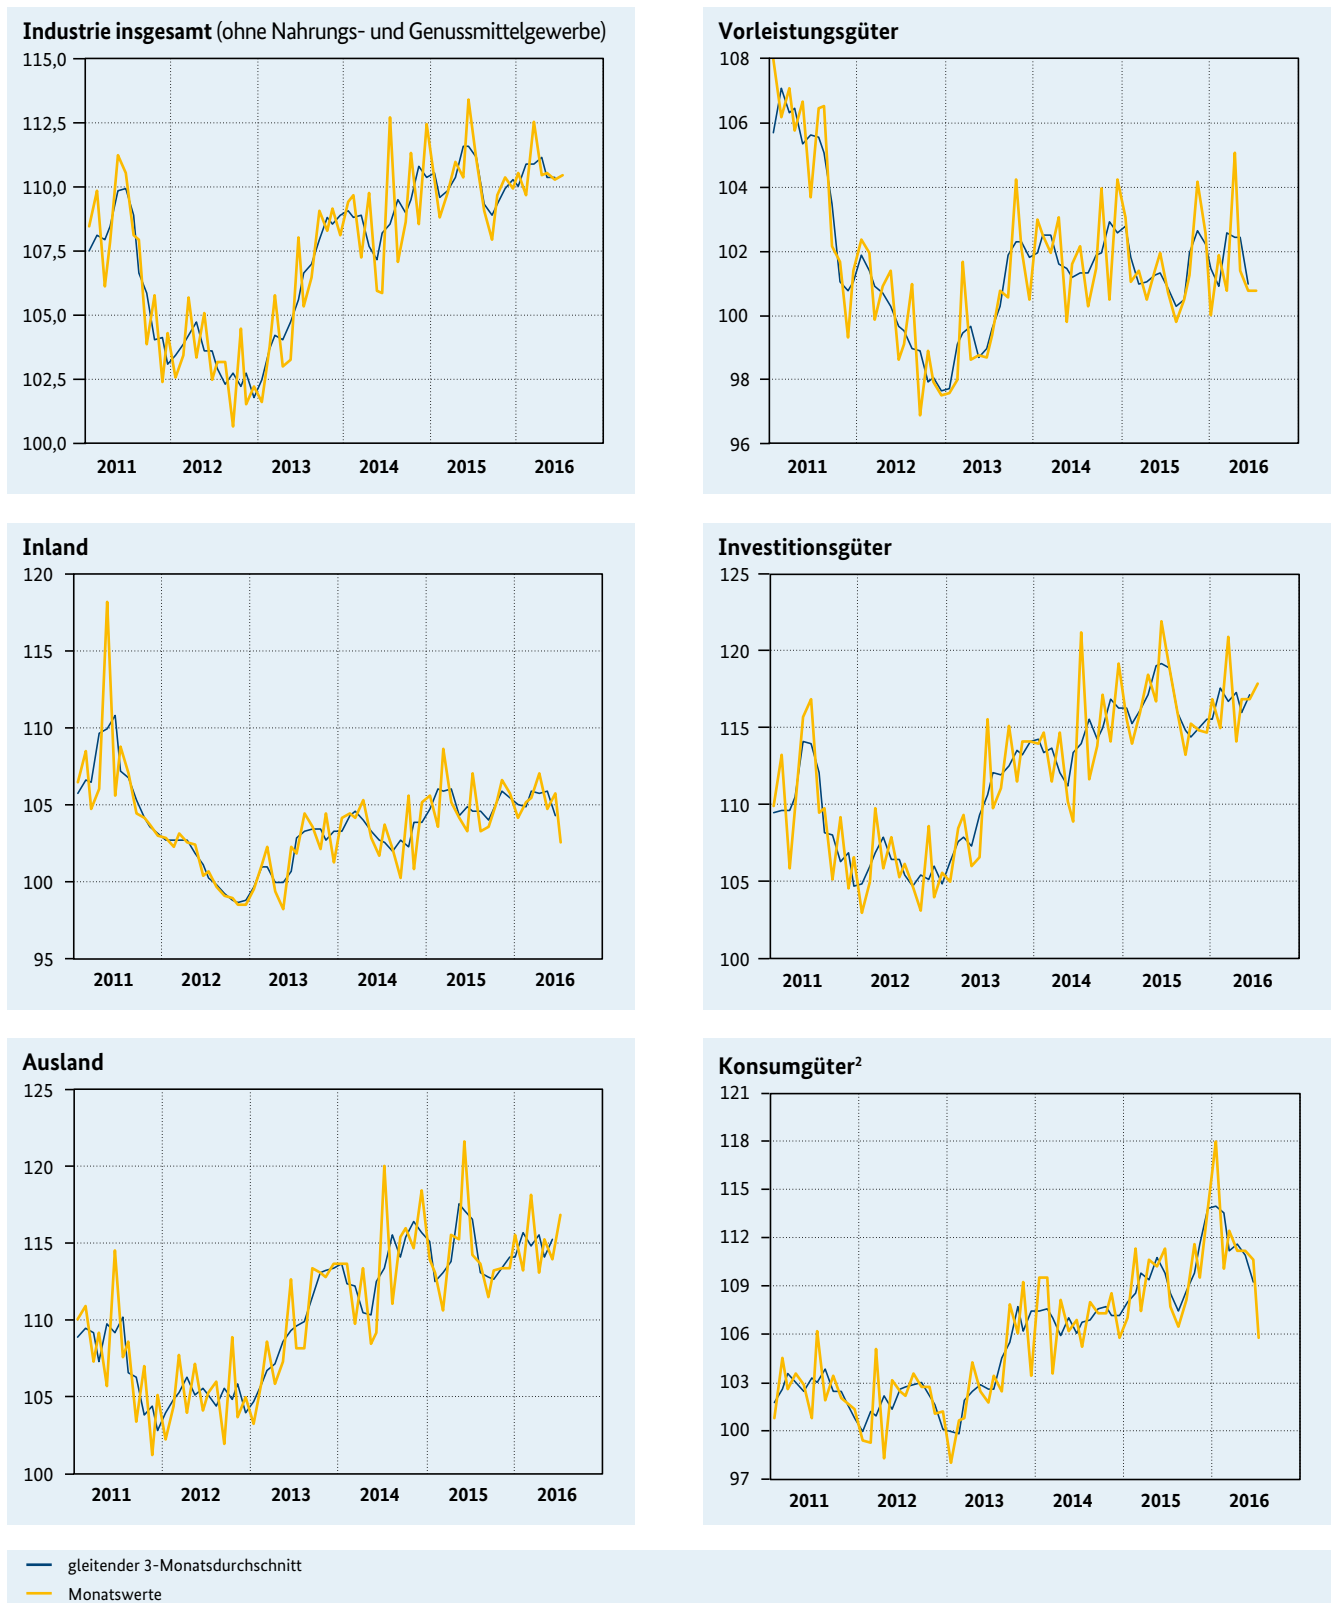 Industrie insgesamt (ohne Nahrungs- und Genussmittelgewerbe)
115,0
112,5
110,0
107,5
105,0
102,5
100,0
2011 2012 2013 2014 2015 2016
Vorleistungsgüter
108
106
104
102
100
98
96
2011 2012 2013 2014 2015 2016
Inland
120
115
110
105
100
95
2011 2012 2013 2014 2015 2016
Investitionsgüter
125
120
115
110
105
100
2011 2012 2013 2014 2015 2016
Ausland
125
120
115
110
105
100
2011 2012 2013 2014 2015 2016
Konsumgüter²
121
118
115
112
109
106
103
100
97
2011 2012 2013 2014 2015 2016
gleitender 3-Monatsdurchschnitt
Monatswerte